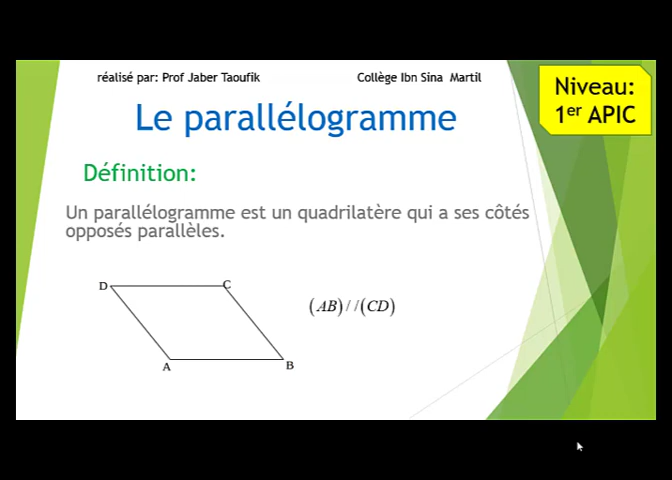 réalisé par: Prof Jaber Taoufik
Collège Ibn Sina Martil
Niveau:
1er APIC
Le parallélogramme
Définition:
Un parallélogramme est un quadrilatère qui a ses côtés
opposés parallèles.
D
C
(AB)//(CD)
A
B